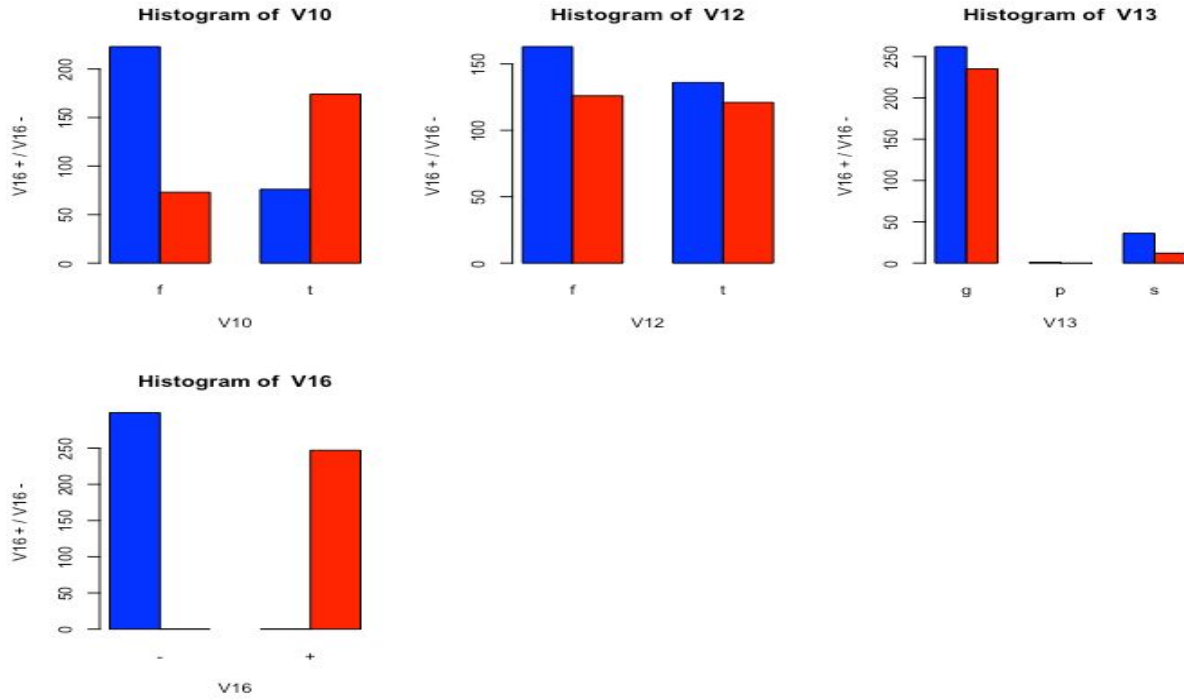 Histogram of V10
V16 + / V16 -
0
50
100
150
200
f t
V10
Histogram of V12
V16 + / V16 -
0
50
100
150
f t
V12
Histogram of V13
V16 + / V16 -
0
50
100
150
200
250
g p s
V13
Histogram of V16
V16 + / V16 -
0
50
100
150
200
250
- +
V16